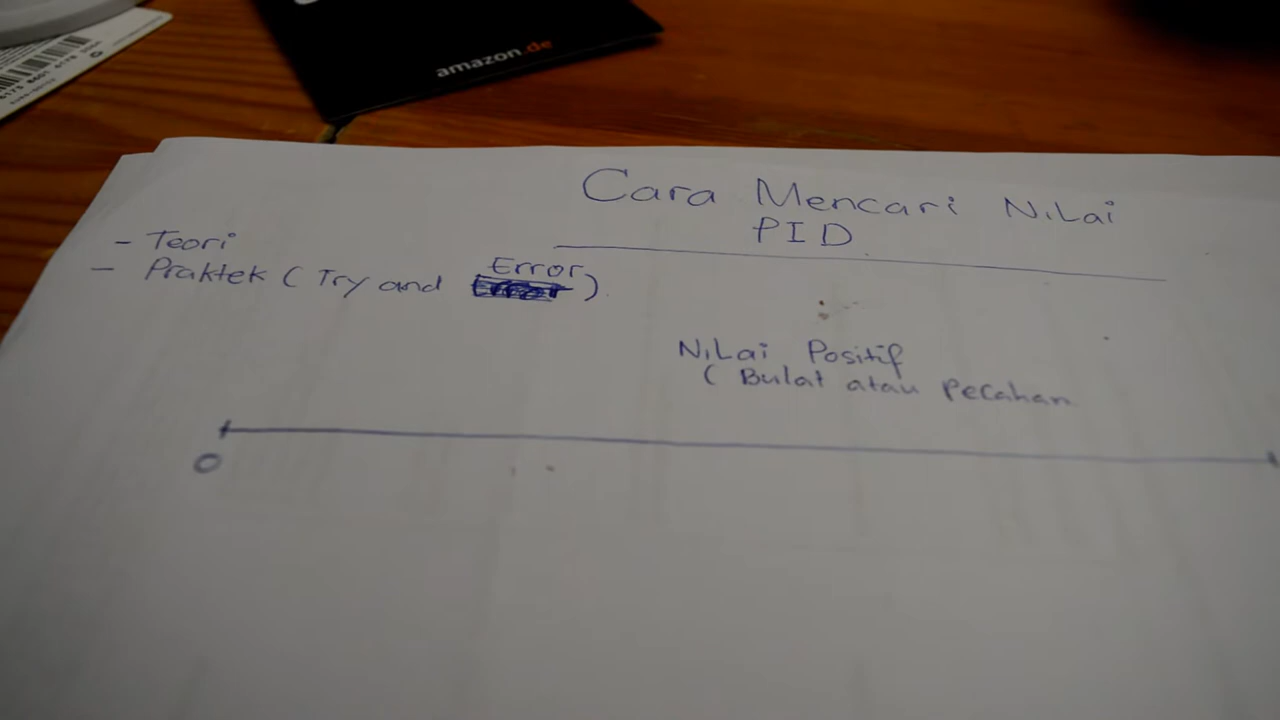 amazon.de
Cara Mencari Nilai
PID
- Teori
- Praktek ( Try and Error )
Nilai Positif
( Bulat atau pecahan
0